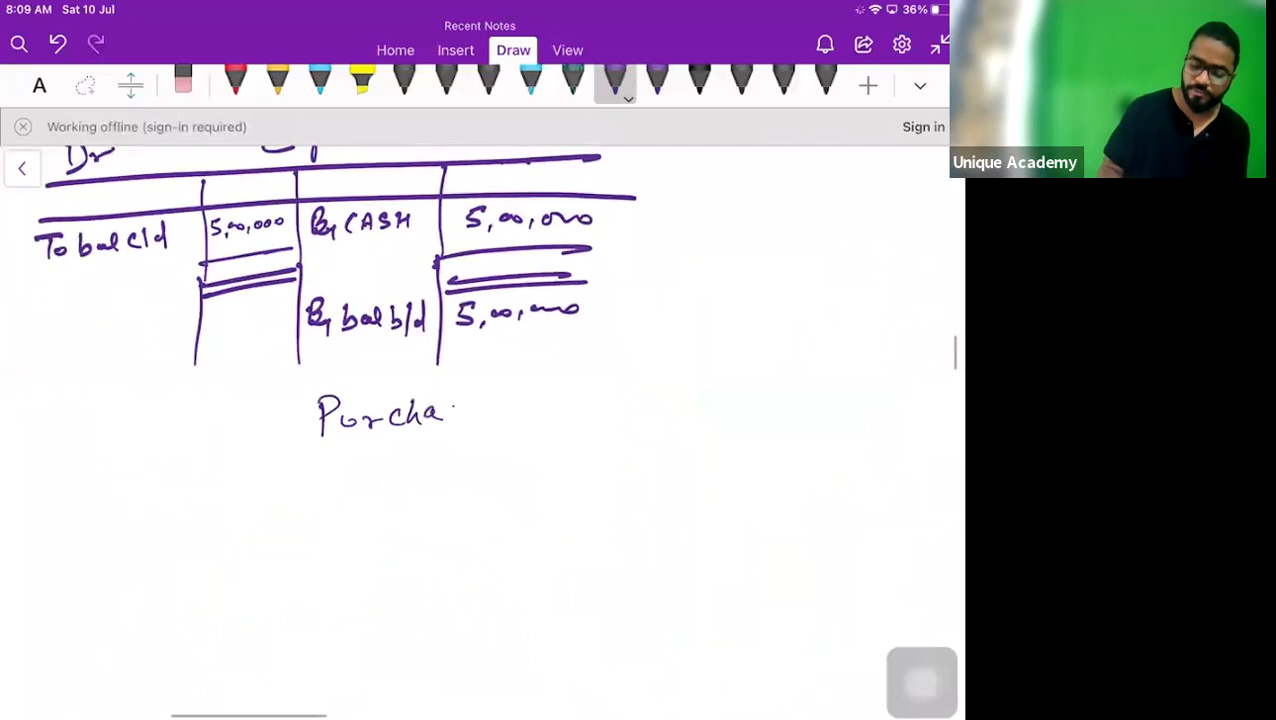 8:09 AM Sat 10 Jul
36%
Recent Notes
Home Insert Draw View
A
Working offline (sign-in required) Sign in
Unique Academy
Dr
To bal c/d 5,00,000 By CASH 5,00,000
By bal b/d 5,00,000
Purcha